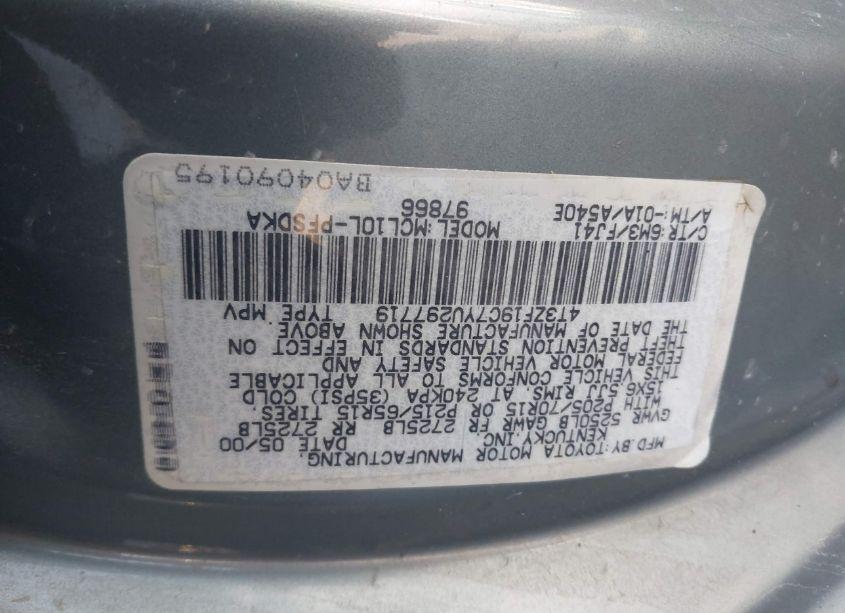 MFD BY:TOYOTA MOTOR MANUFACTURING.
KENTUCKY.INC. DATE 05/00
GVWR 5250LB GAWR FR 2725LB RR 2725LB
WITH P205/70R15 OR P215/65R15 TIRES.
15X6.5JJ RIMS. AT 240KPA (35PSI) COLD
THIS VEHICLE CONFORMS TO ALL APPLICABLE
FEDERAL MOTOR VEHICLE SAFETY AND
THEFT PREVENTION STANDARDS IN EFFECT ON
THE DATE OF MANUFACTURE SHOWN ABOVE.
4T3ZF19C7YU297719 TYPE MPV
C/TR:6M3/FJ41 MODEL:MCL10L-PFSDKA
A/TM:-01A/A540E 97866
BA04090195